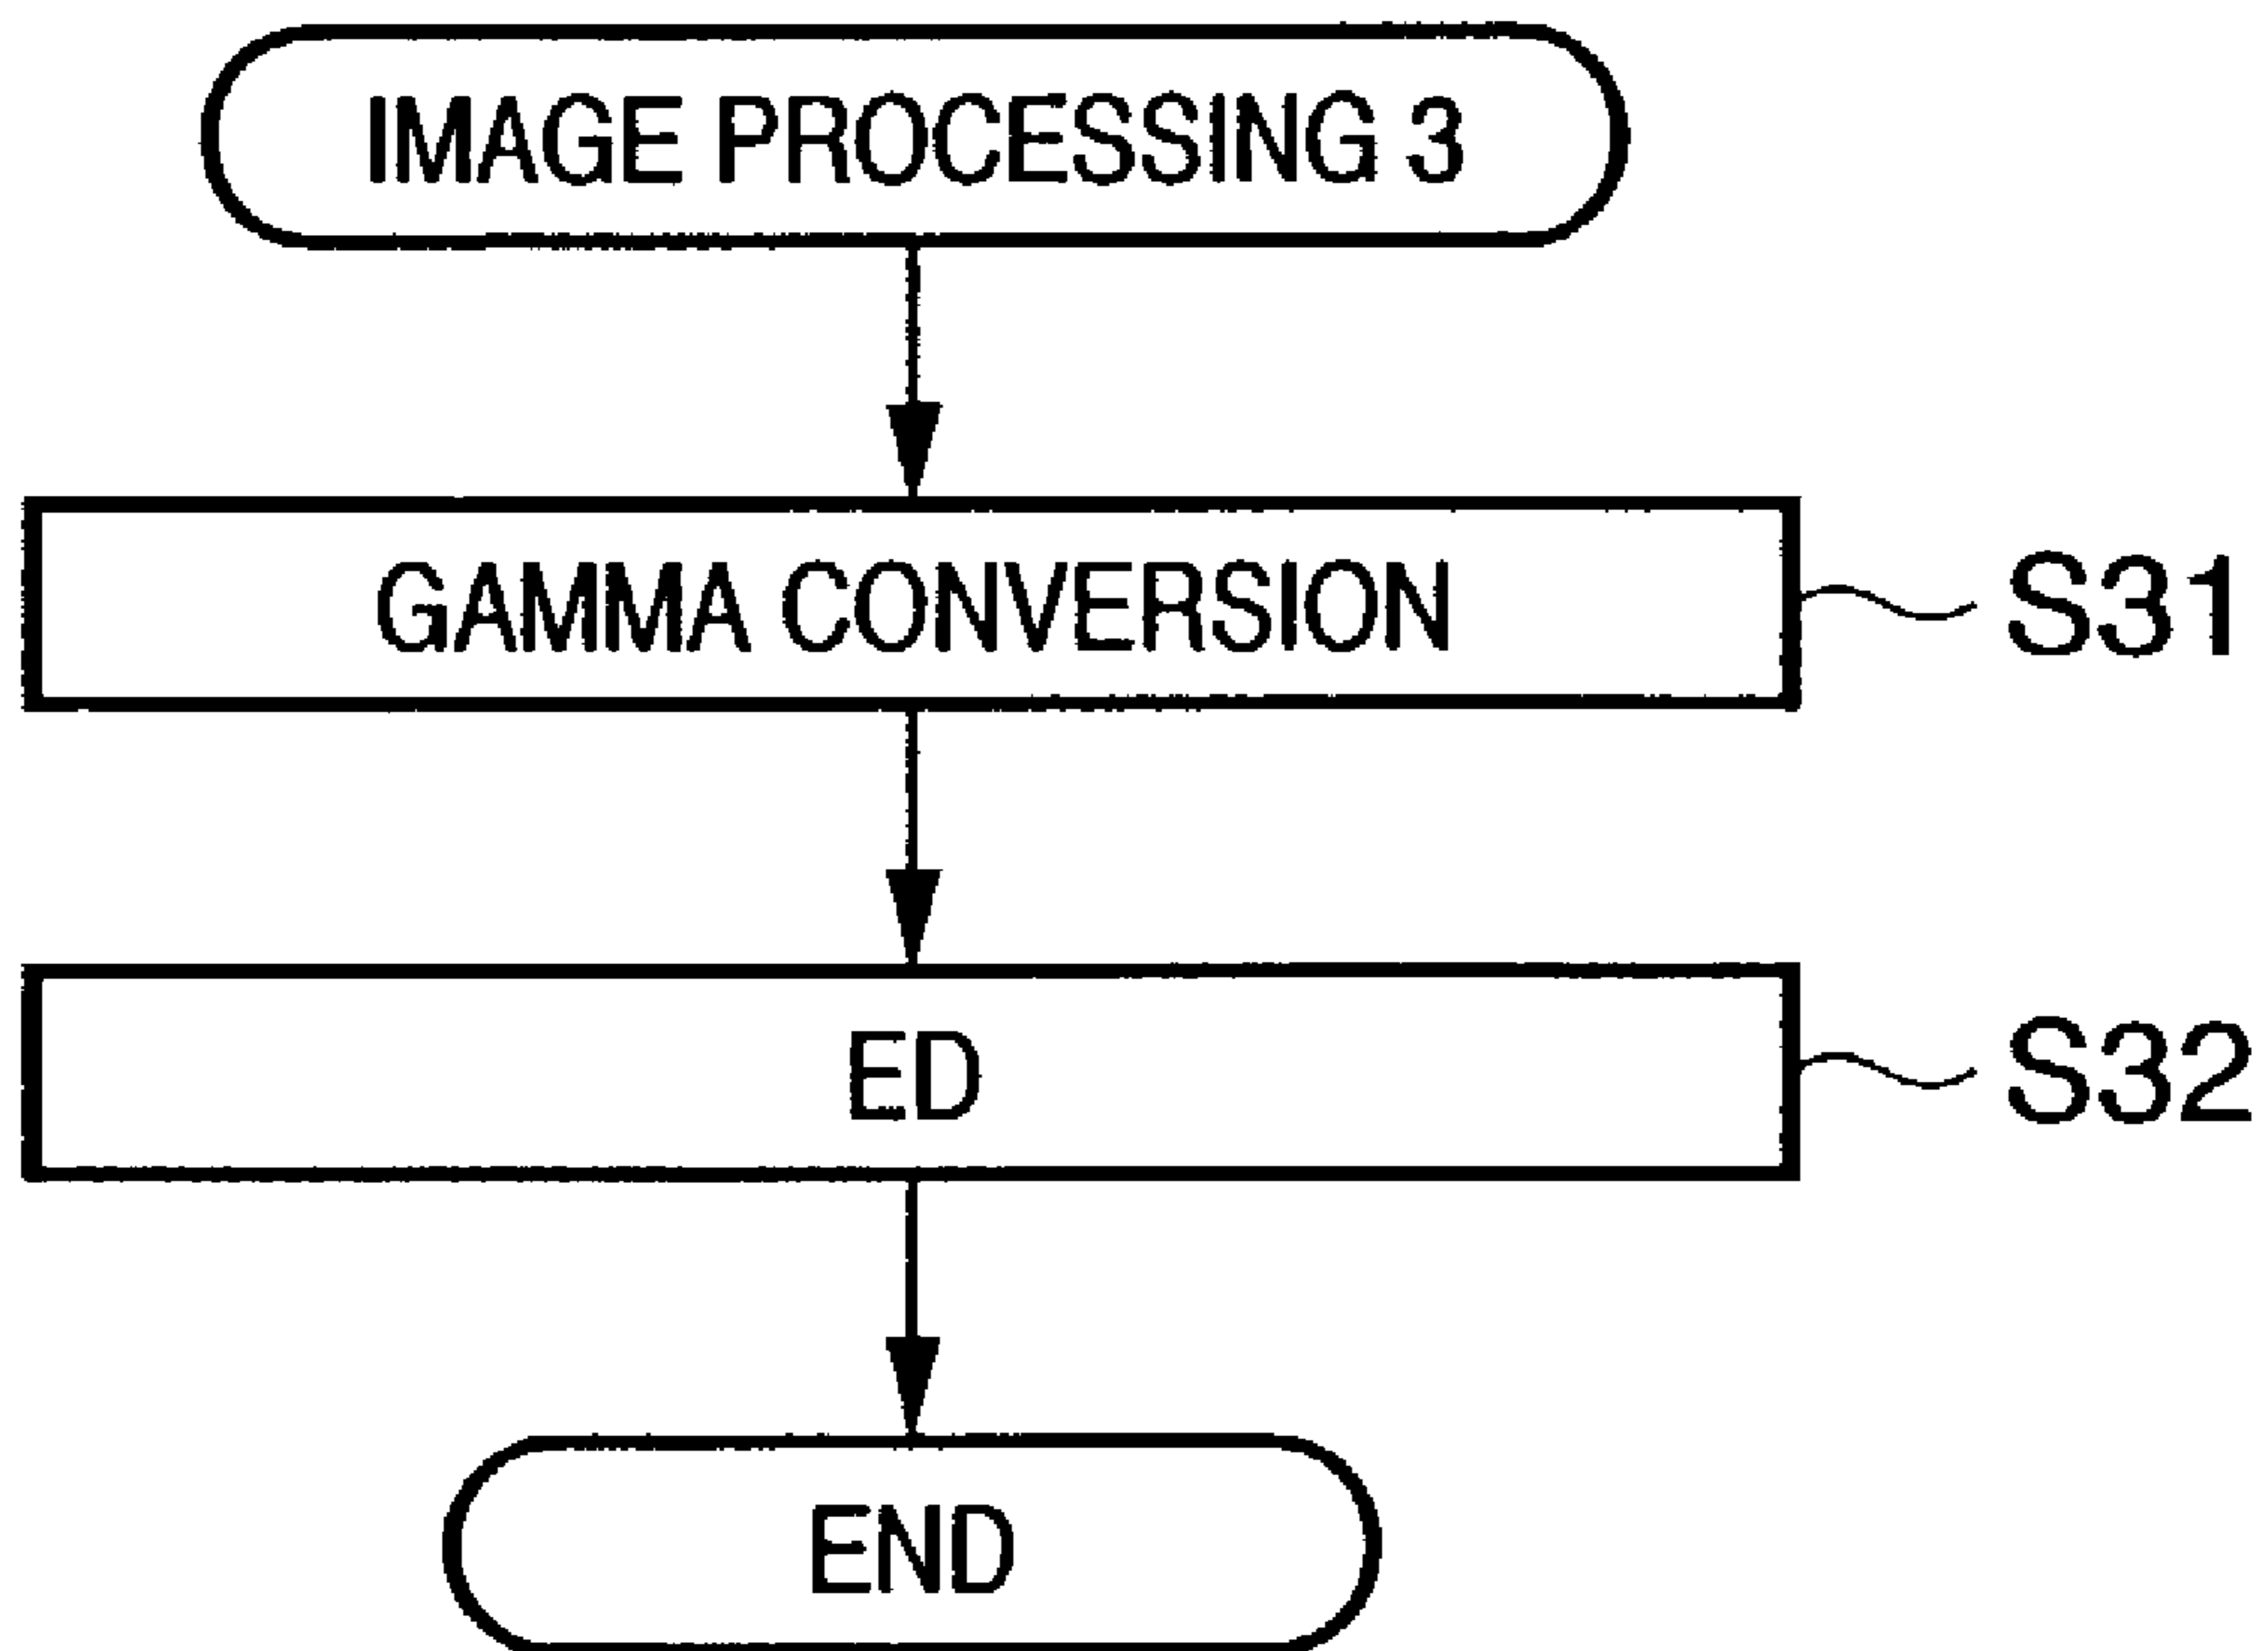 IMAGE PROCESSING 3
GAMMA CONVERSION
S31
ED
S32
END